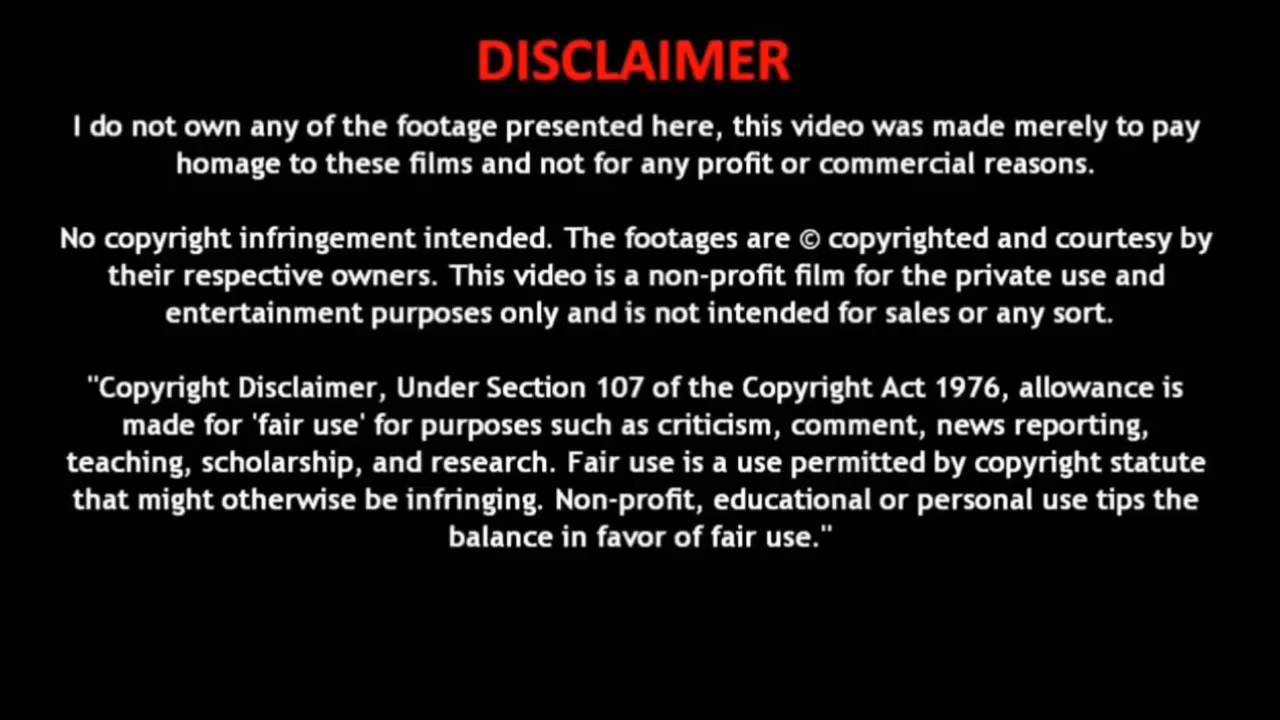 DISCLAIMER
I do not own any of the footage presented here, this video was made merely to pay
homage to these films and not for any profit or commercial reasons.
No copyright infringement intended. The footages are © copyrighted and courtesy by
their respective owners. This video is a non-profit film for the private use and
entertainment purposes only and is not intended for sales or any sort.
"Copyright Disclaimer, Under Section 107 of the Copyright Act 1976, allowance is
made for 'fair use' for purposes such as criticism, comment, news reporting,
teaching, scholarship, and research. Fair use is a use permitted by copyright statute
that might otherwise be infringing. Non-profit, educational or personal use tips the
balance in favor of fair use."